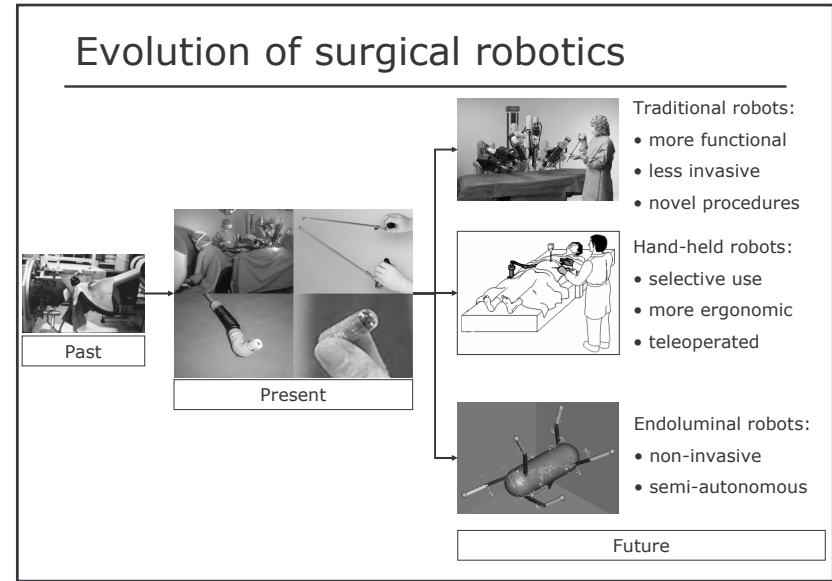 Evolution of surgical robotics
Past
Present
Traditional robots:
• more functional
• less invasive
• novel procedures
Hand-held robots:
• selective use
• more ergonomic
• teleoperated
Endoluminal robots:
• non-invasive
• semi-autonomous
Future